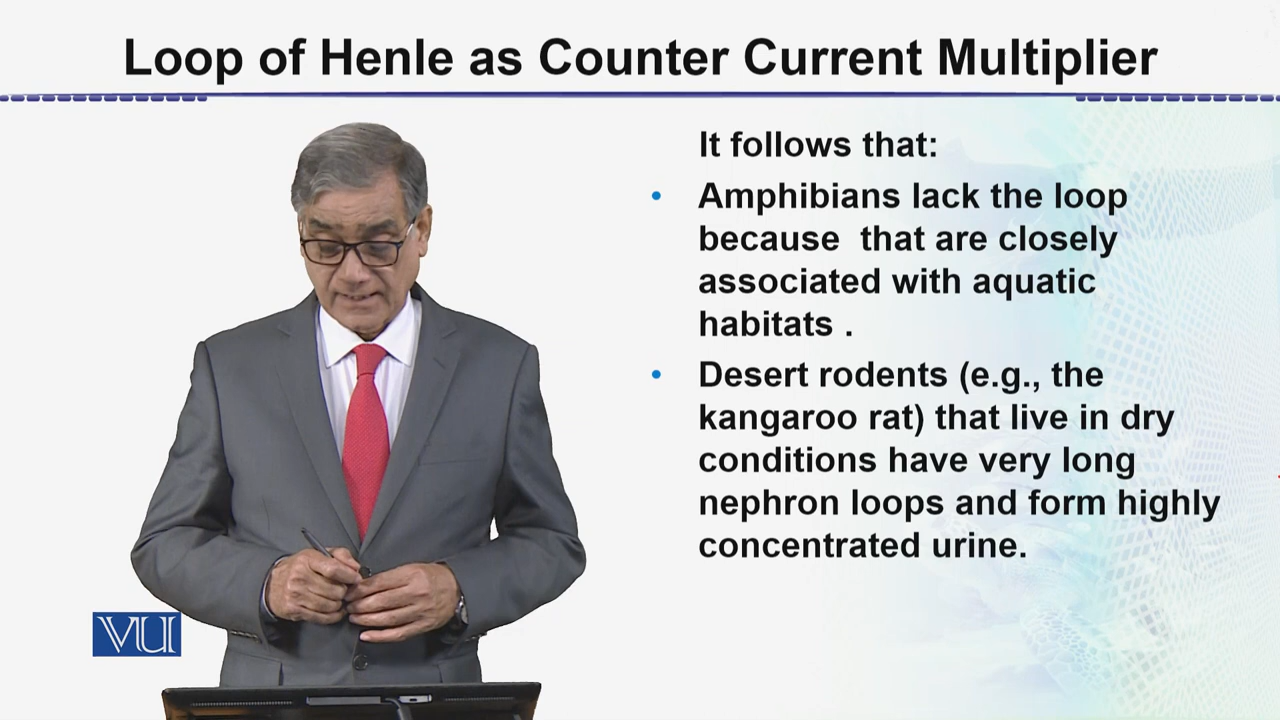 Loop of Henle as Counter Current Multiplier
It follows that:
• Amphibians lack the loop
because  that are closely
associated with aquatic
habitats .
• Desert rodents (e.g., the
kangaroo rat) that live in dry
conditions have very long
nephron loops and form highly
concentrated urine.
VU